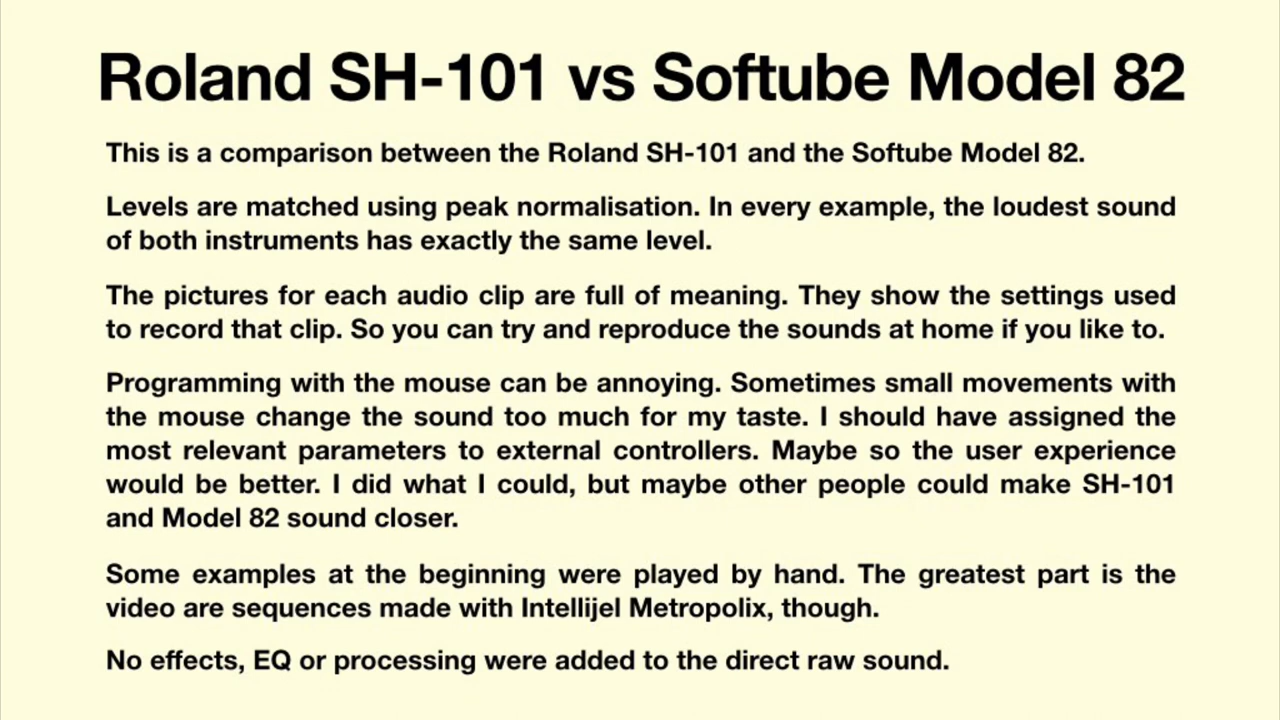 Roland SH-101 vs Softube Model 82
This is a comparison between the Roland SH-101 and the Softube Model 82.
Levels are matched using peak normalisation. In every example, the loudest sound
of both instruments has exactly the same level.
The pictures for each audio clip are full of meaning. They show the settings used
to record that clip. So you can try and reproduce the sounds at home if you like to.
Programming with the mouse can be annoying. Sometimes small movements with
the mouse change the sound too much for my taste. I should have assigned the
most relevant parameters to external controllers. Maybe so the user experience
would be better. I did what I could, but maybe other people could make SH-101
and Model 82 sound closer.
Some examples at the beginning were played by hand. The greatest part is the
video are sequences made with Intellijel Metropolix, though.
No effects, EQ or processing were added to the direct raw sound.